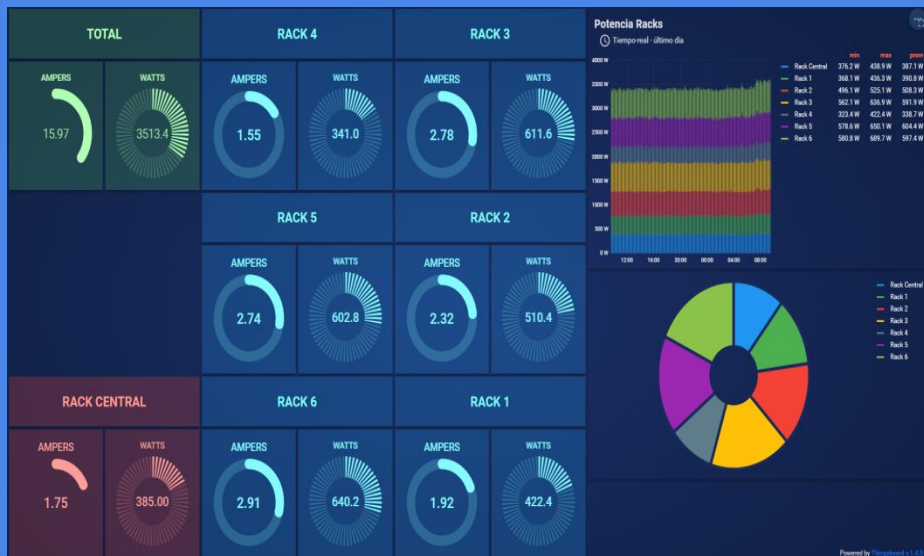 TOTAL
AMPERS
15.97
WATTS
3513.4
RACK 4
AMPERS
1.55
WATTS
341.0
RACK 3
AMPERS
2.78
WATTS
611.6
RACK 5
AMPERS
2.74
WATTS
602.8
RACK 2
AMPERS
2.32
WATTS
510.4
RACK CENTRAL
AMPERS
1.75
WATTS
385.00
RACK 6
AMPERS
2.91
WATTS
640.2
RACK 1
AMPERS
1.92
WATTS
422.4
Potencia Racks
Tiempo-real - último dia
4000 W
3500 W
3000 W
2500 W
2000 W
1500 W
1000 W
500 W
0 W
12:00 16:00 20:00 00:00 04:00 08:00
min max prom
Rack Central 376.2 W 438.9 W 387.1 W
Rack 1 368.1 W 436.3 W 390.8 W
Rack 2 496.1 W 525.1 W 508.3 W
Rack 3 562.1 W 636.9 W 591.9 W
Rack 4 323.4 W 422.4 W 338.7 W
Rack 5 578.6 W 650.1 W 604.4 W
Rack 6 580.8 W 689.7 W 597.4 W
Rack Central
Rack 1
Rack 2
Rack 3
Rack 4
Rack 5
Rack 6
Powered by